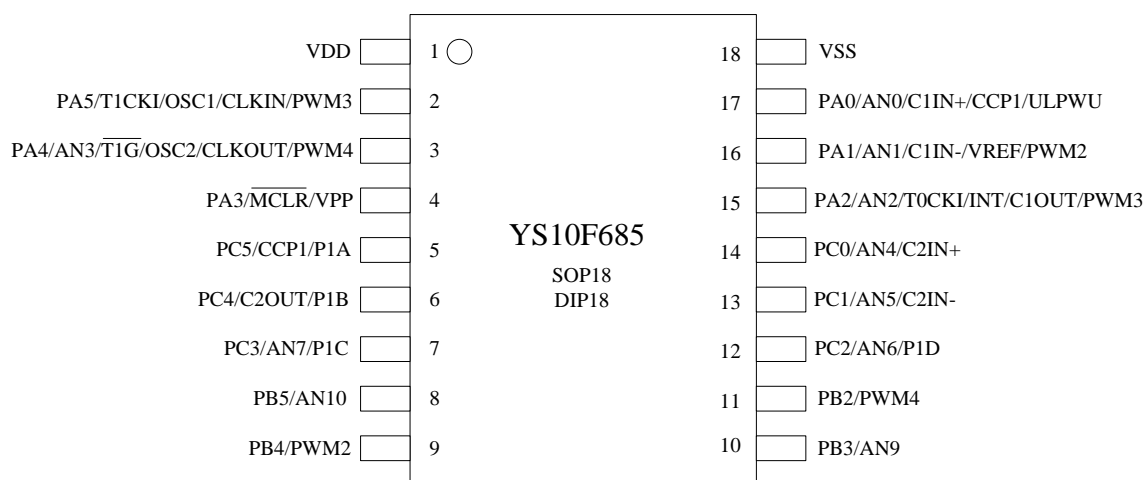 VDD 1 18 VSS
PA5/T1CKI/OSC1/CLKIN/PWM3 2 17 PA0/AN0/C1IN+/CCP1/ULPWU
PA4/AN3/T1G/OSC2/CLKOUT/PWM4 3 16 PA1/AN1/C1IN-/VREF/PWM2
PA3/MCLR/VPP 4 15 PA2/AN2/T0CKI/INT/C1OUT/PWM3
YS10F685
PC5/CCP1/P1A 5 14 PC0/AN4/C2IN+
SOP18
PC4/C2OUT/P1B 6 13 PC1/AN5/C2IN-
DIP18
PC3/AN7/P1C 7 12 PC2/AN6/P1D
PB5/AN10 8 11 PB2/PWM4
PB4/PWM2 9 10 PB3/AN9